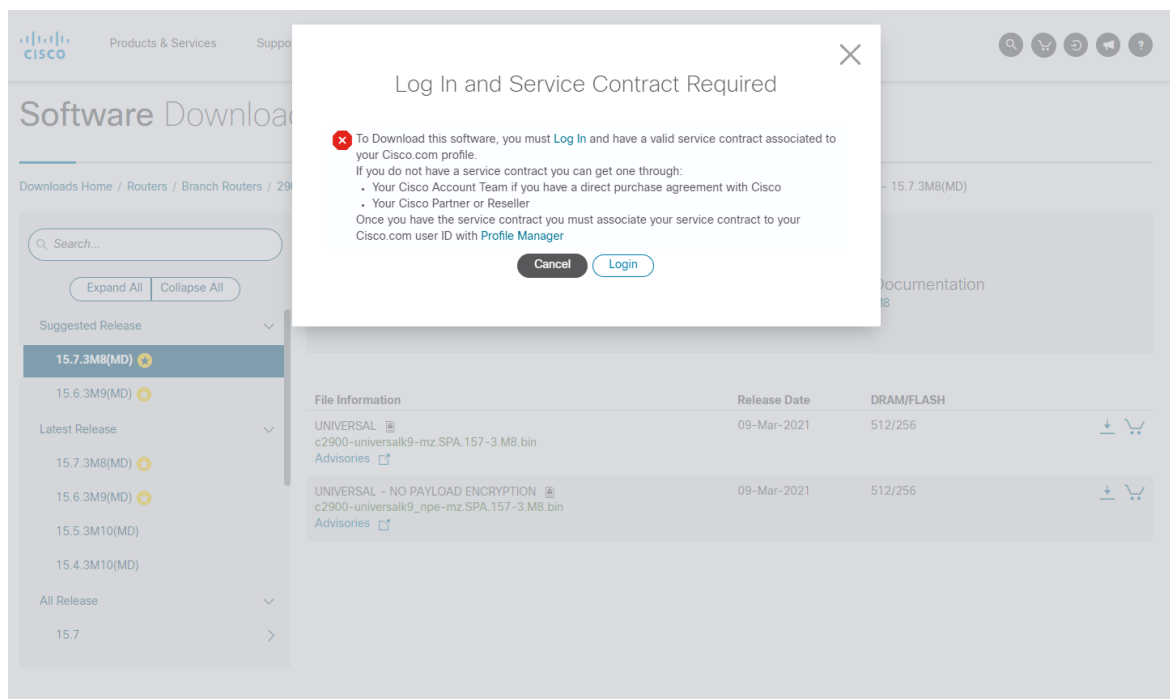 CISCO
Products & Services
Suppo
Software Downloa
Downloads Home / Routers / Branch Routers / 29
- 15.7.3M8(MD)
Log In and Service Contract Required
To Download this software, you must Log In and have a valid service contract associated to
your Cisco.com profile.
If you do not have a service contract you can get one through:
• Your Cisco Account Team if you have a direct purchase agreement with Cisco
• Your Cisco Partner or Reseller
Once you have the service contract you must associate your service contract to your
Cisco.com user ID with Profile Manager
Cancel Login
Search...
Expand All Collapse All
Suggested Release
15.7.3M8(MD)
15.6.3M9(MD)
Latest Release
15.7.3M8(MD)
15.6.3M9(MD)
15.5.3M10(MD)
15.4.3M10(MD)
All Release
15.7
Documentation
File Information Release Date DRAM/FLASH
UNIVERSAL 09-Mar-2021 512/256
c2900-universalk9-mz.SPA.157-3.M8.bin
Advisories
UNIVERSAL - NO PAYLOAD ENCRYPTION 09-Mar-2021 512/256
c2900-universalk9_npe-mz.SPA.157-3.M8.bin
Advisories